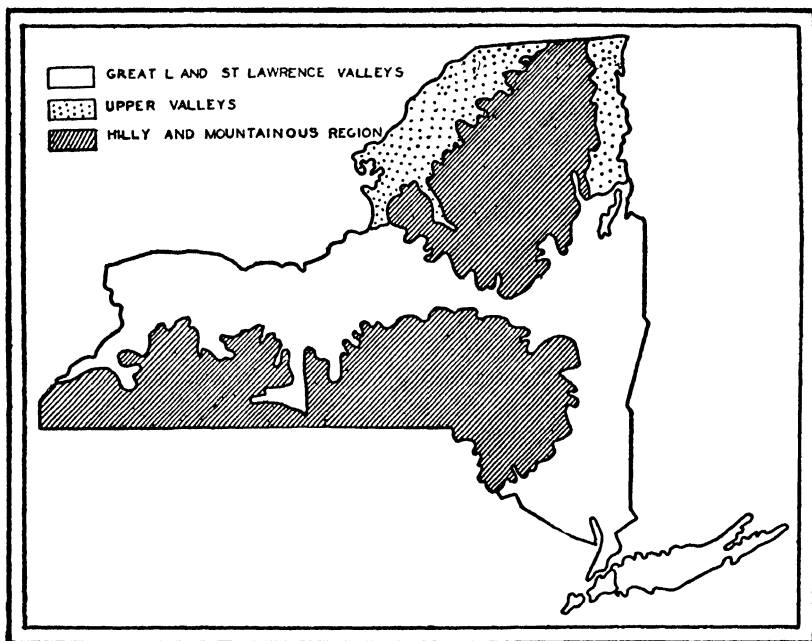 GREAT L AND ST LAWRENCE VALLEYS
UPPER VALLEYS
HILLY AND MOUNTAINOUS REGION